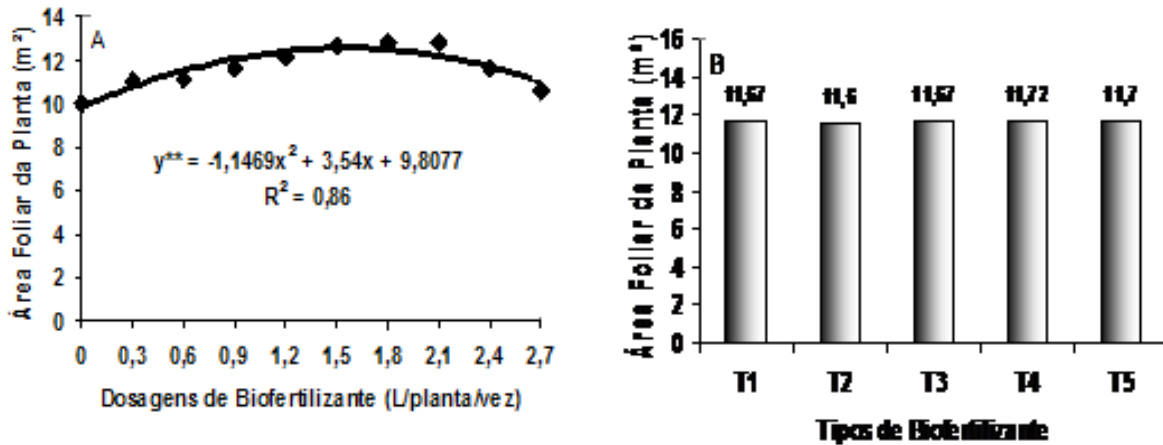 A
Área Foliar da Planta (m²)
14
12
10
8
6
4
2
0
y** = -1,1469x² + 3,54x + 9,8077
R² = 0,86
0 0,3 0,6 0,9 1,2 1,5 1,8 2,1 2,4 2,7
Dosagens de Biofertilizante (L/planta/vez)
B
Área Foliar da Planta (m²)
16
14
12
10
8
6
4
2
0
11,67 11,5 11,67 11,72 11,7
T1 T2 T3 T4 T5
Tipos de Biofertilizante